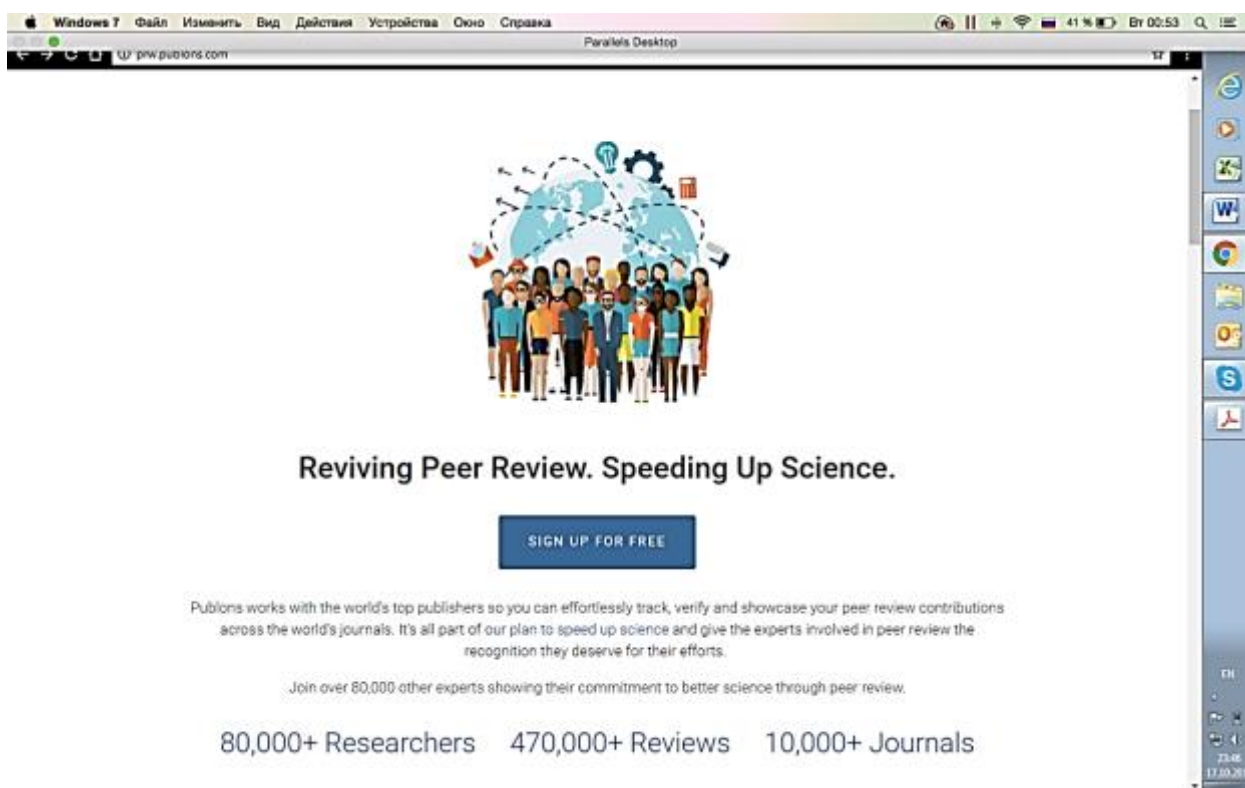 Windows 7 Файл Изменить Вид Действия Устройства Окно Справка 41 % Вт 00:53
Parallels Desktop
prw.publons.com
Reviving Peer Review. Speeding Up Science.
SIGN UP FOR FREE
Publons works with the world's top publishers so you can effortlessly track, verify and showcase your peer review contributions
across the world's journals. It's all part of our plan to speed up science and give the experts involved in peer review the
recognition they deserve for their efforts.
Join over 80,000 other experts showing their commitment to better science through peer review.
80,000+ Researchers 470,000+ Reviews 10,000+ Journals
EN
23:46